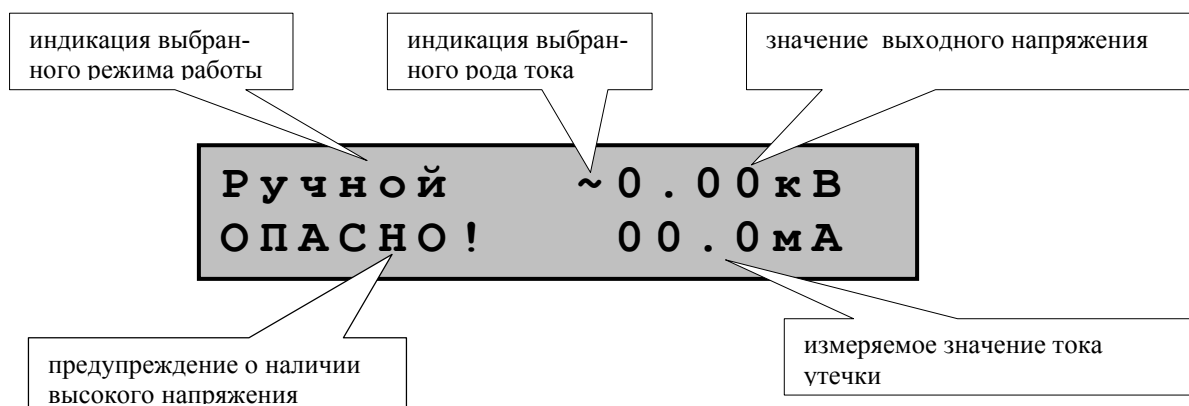 индикация выбран-
ного режима работы
индикация выбран-
ного рода тока
значение выходного напряжения
Ручной ~0.00кВ
ОПАСНО! 00.0мА
предупреждение о наличии
высокого напряжения
измеряемое значение тока
утечки